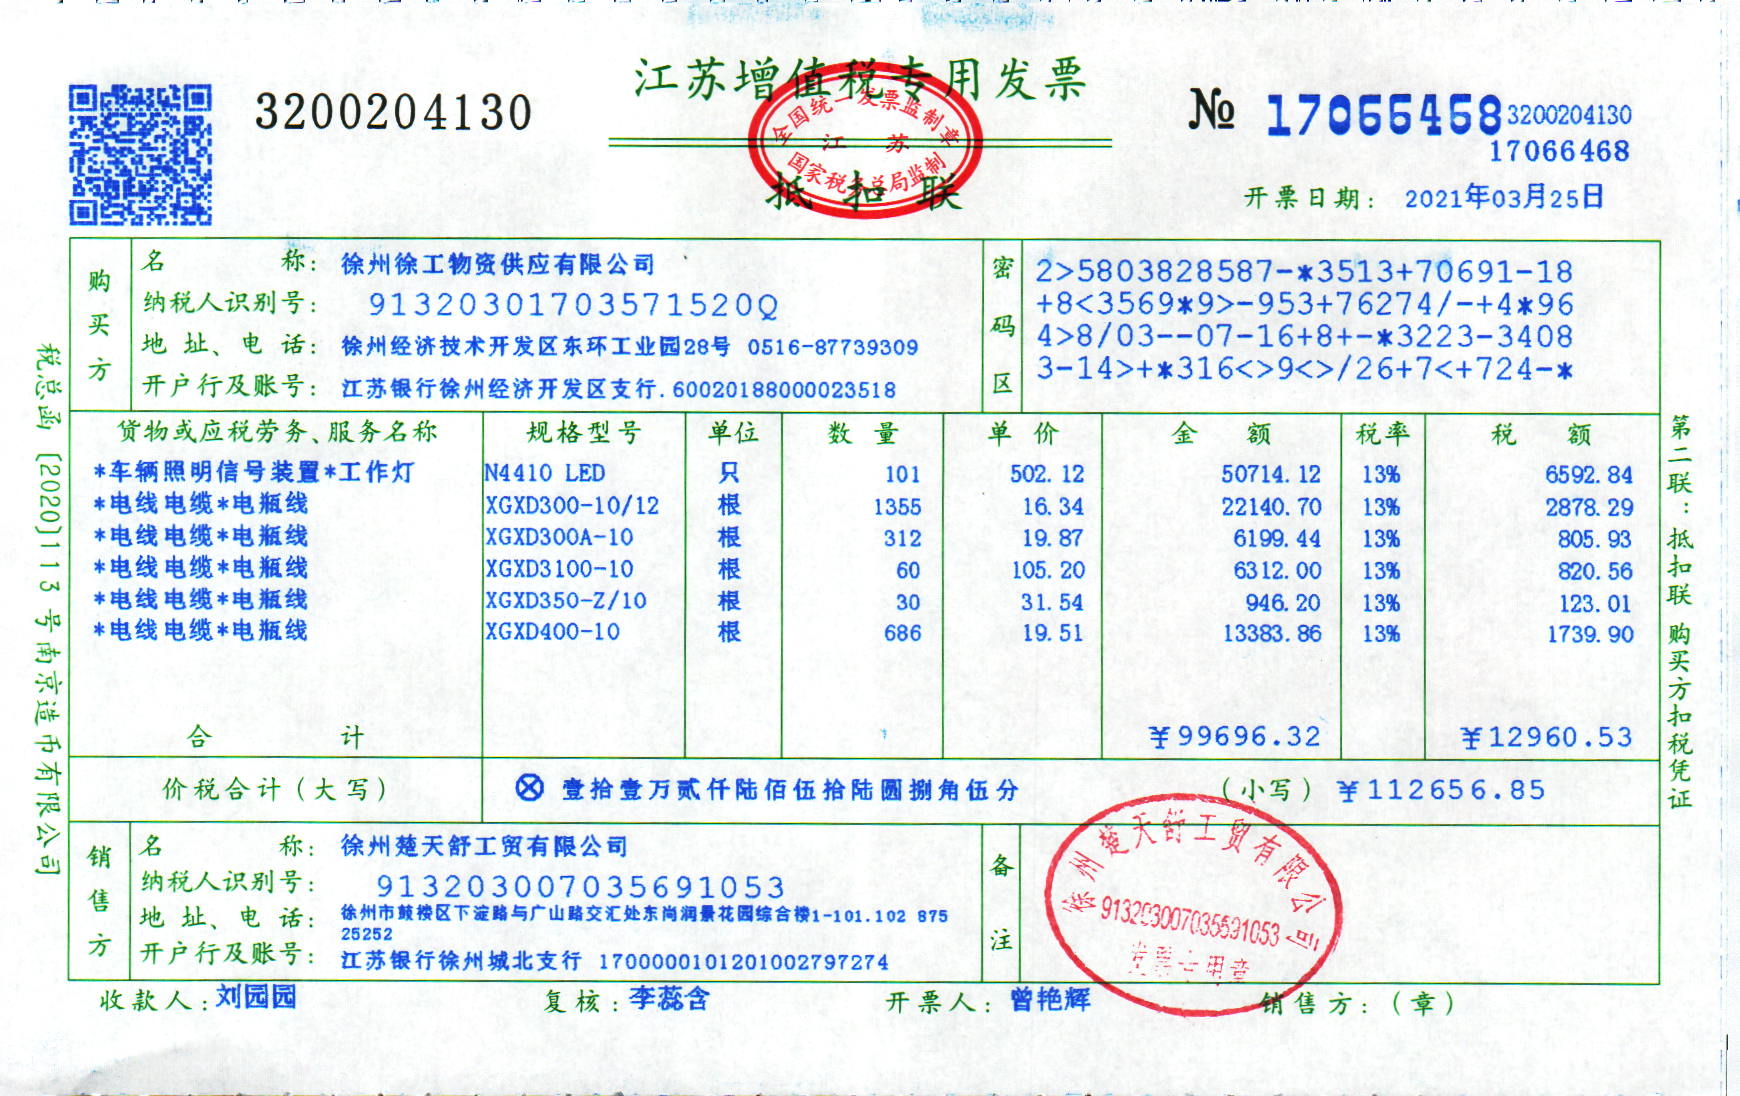 江苏增值税专用发票
3200204130
№ 17066468 3200204130
17066468
全国统一发票监制章
江 苏
国家税务总局监制
抵 扣 联
开票日期: 2021年03月25日
购买方
名 称: 徐州徐工物资供应有限公司
纳税人识别号: 91320301703571520Q
地 址、电 话: 徐州经济技术开发区东环工业园28号 0516-87739309
开户行及账号: 江苏银行徐州经济开发区支行.60020188000023518
密码区
2>5803828587-*3513+70691-18
+8<3569*9>-953+76274/-+4*96
4>8/03--07-16+8+-*3223-3408
3-14>+*316<>9<>/26+7<+724-*
货物或应税劳务、服务名称 规格型号 单位 数 量 单 价 金 额 税率 税 额
*车辆照明信号装置*工作灯 N4410 LED 只 101 502.12 50714.12 13% 6592.84
*电线电缆*电瓶线 XGXD300-10/12 根 1355 16.34 22140.70 13% 2878.29
*电线电缆*电瓶线 XGXD300A-10 根 312 19.87 6199.44 13% 805.93
*电线电缆*电瓶线 XGXD3100-10 根 60 105.20 6312.00 13% 820.56
*电线电缆*电瓶线 XGXD350-Z/10 根 30 31.54 946.20 13% 123.01
*电线电缆*电瓶线 XGXD400-10 根 686 19.51 13383.86 13% 1739.90
合 计 ¥99696.32 ¥12960.53
价税合计(大写) ⊗ 壹拾壹万贰仟陆佰伍拾陆圆捌角伍分 (小写) ¥112656.85
销售方
名 称: 徐州楚天舒工贸有限公司
纳税人识别号: 913203007035691053
地 址、电 话: 徐州市鼓楼区下淀路与广山路交汇处东尚润景花园综合楼1-101.102 875
25252
开户行及账号: 江苏银行徐州城北支行 1700000101201002797274
备注
徐州楚天舒工贸有限公司
913203007035691053
发票专用章
收款人: 刘园园 复核: 李蕊含 开票人: 曾艳辉 销售方: (章)
税总函[2020]113号南京造币有限公司
第二联:抵扣联 购买方扣税凭证